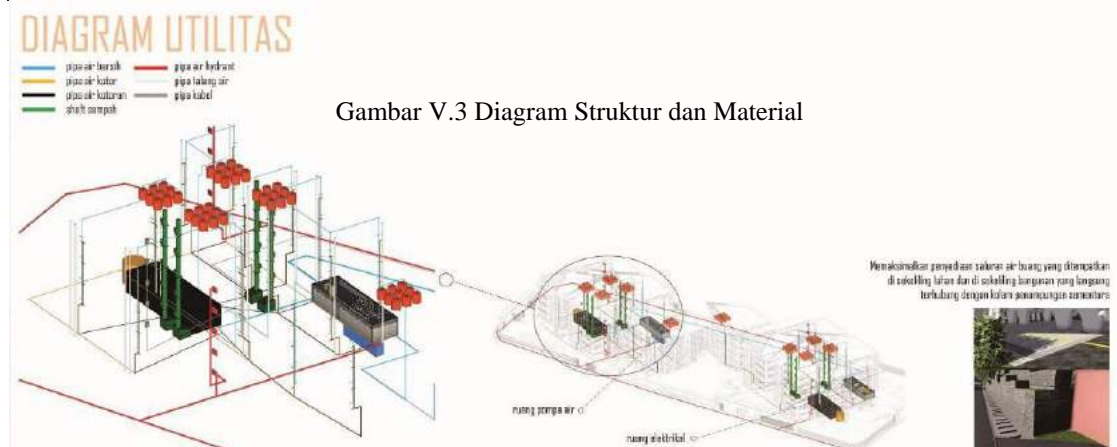 DIAGRAM UTILITAS
pipa air bersih
pipa air kotor
pipa air kotoran
shaft sampah
pipa air hydrant
pipa talang air
pipa kabel
Gambar V.3 Diagram Struktur dan Material
ruang pompa air
ruang elektrikal
Memaksimalkan penyediaan saluran air buang yang ditempatkan
di sekeliling lahan dan di sekeliling bangunan yang langsung
terhubung dengan kolam penampungan sementara